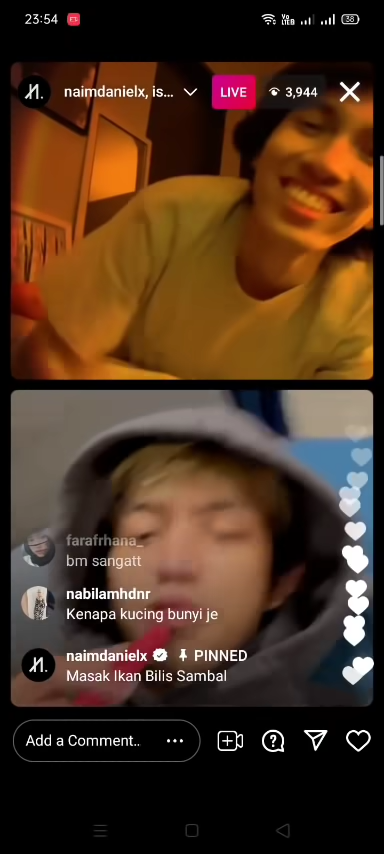 23:54
38
naimdanielx, is...
LIVE
3,944
farafrhana_
bm sangatt
nabilamhdnr
Kenapa kucing bunyi je
naimdanielx PINNED
Masak Ikan Bilis Sambal
Add a Comment..